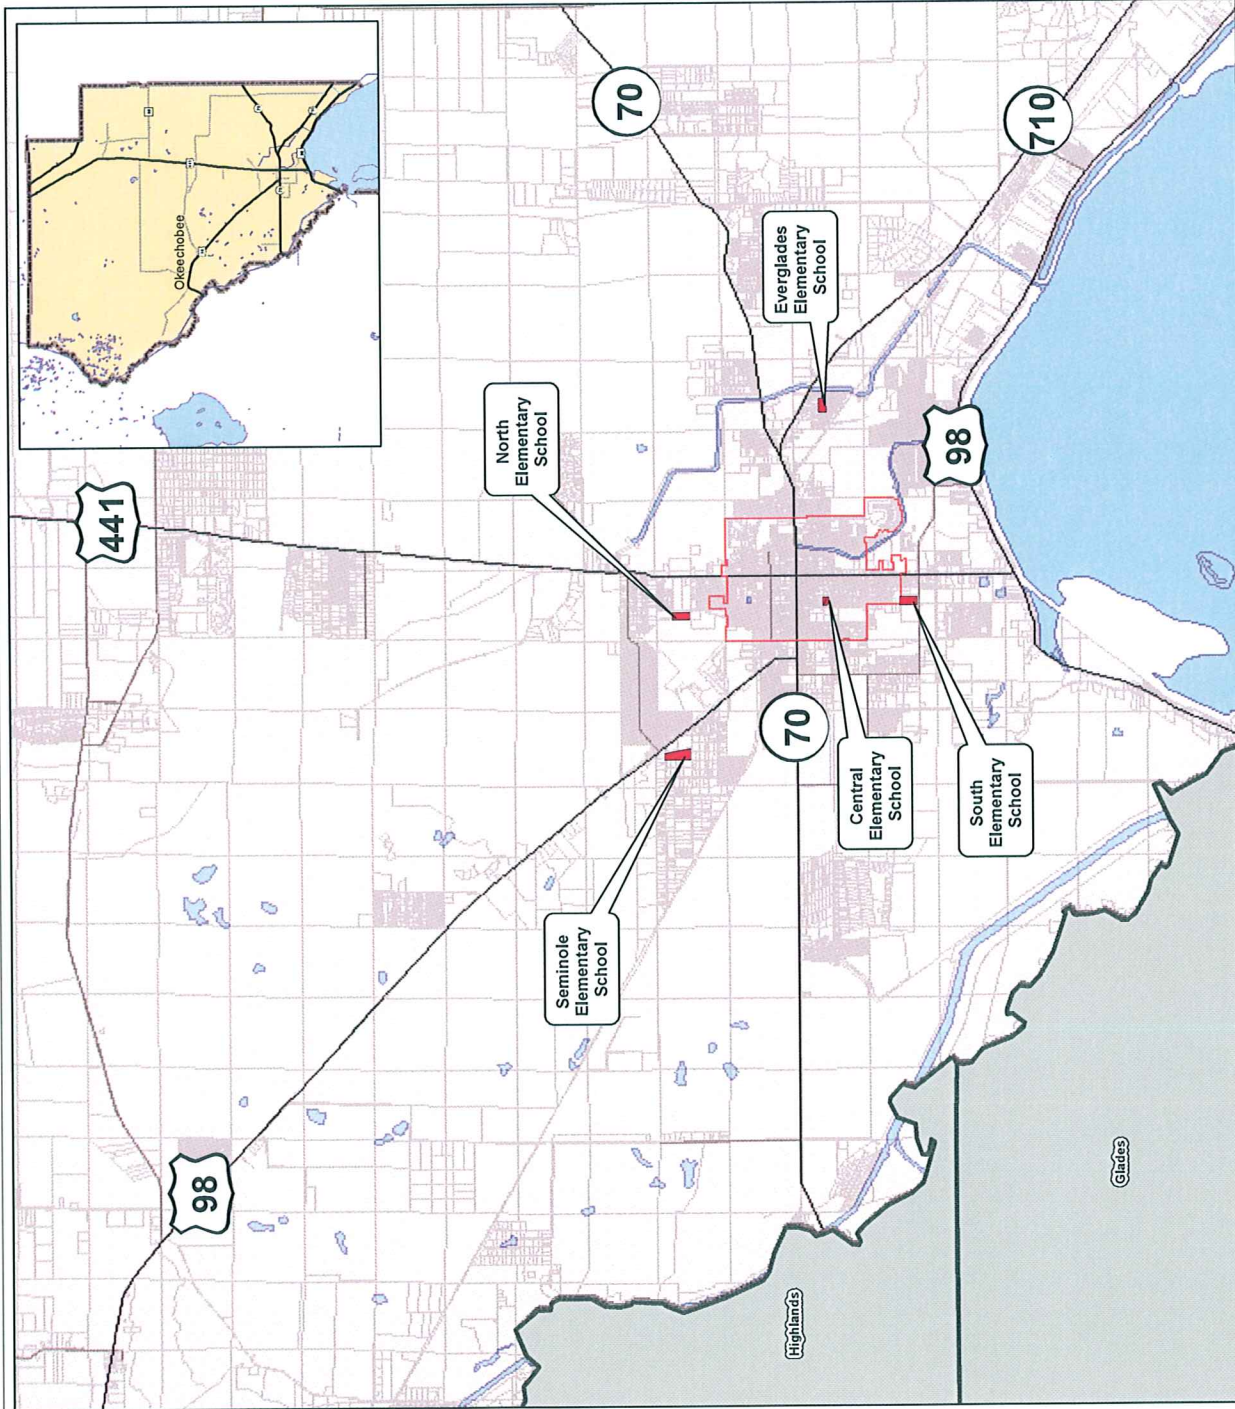 Okeechobee
441
70
710
98
98
70
North
Elementary
School
Everglades
Elementary
School
Seminole
Elementary
School
Central
Elementary
School
South
Elementary
School
Highlands
Glades